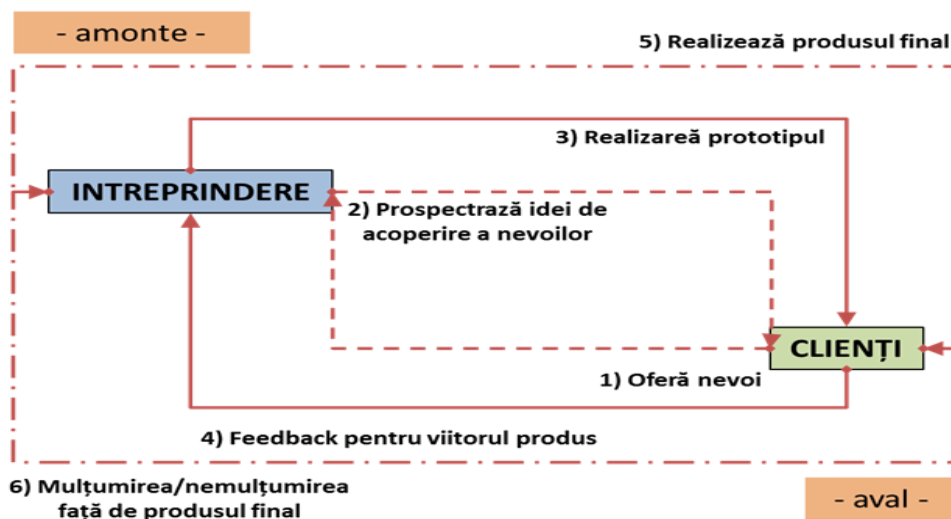 - amonte -
5) Realizează produsul final
3) Realizareă prototipul
INTREPRINDERE
2) Prospectrază idei de
acoperire a nevoilor
CLIENȚI
1) Oferă nevoi
4) Feedback pentru viitorul produs
6) Mulțumirea/nemulțumirea
față de produsul final
- aval -